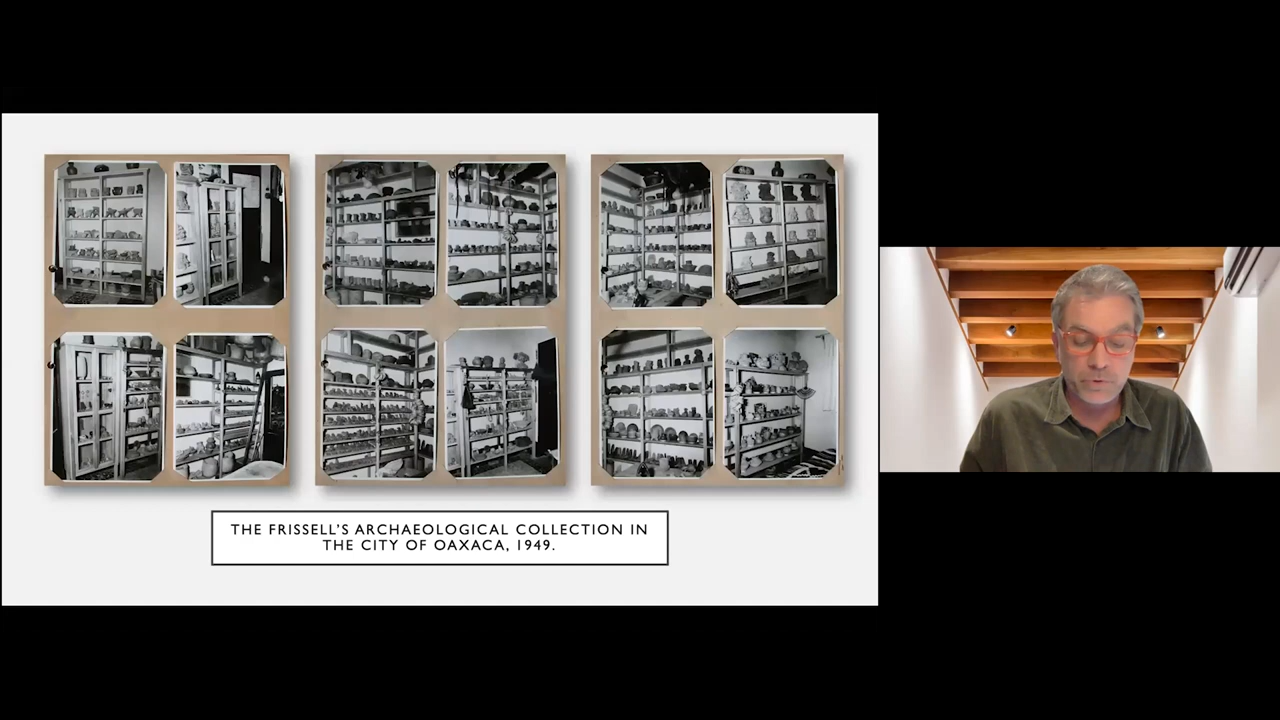 THE FRISSELL'S ARCHAEOLOGICAL COLLECTION IN
THE CITY OF OAXACA, 1949.